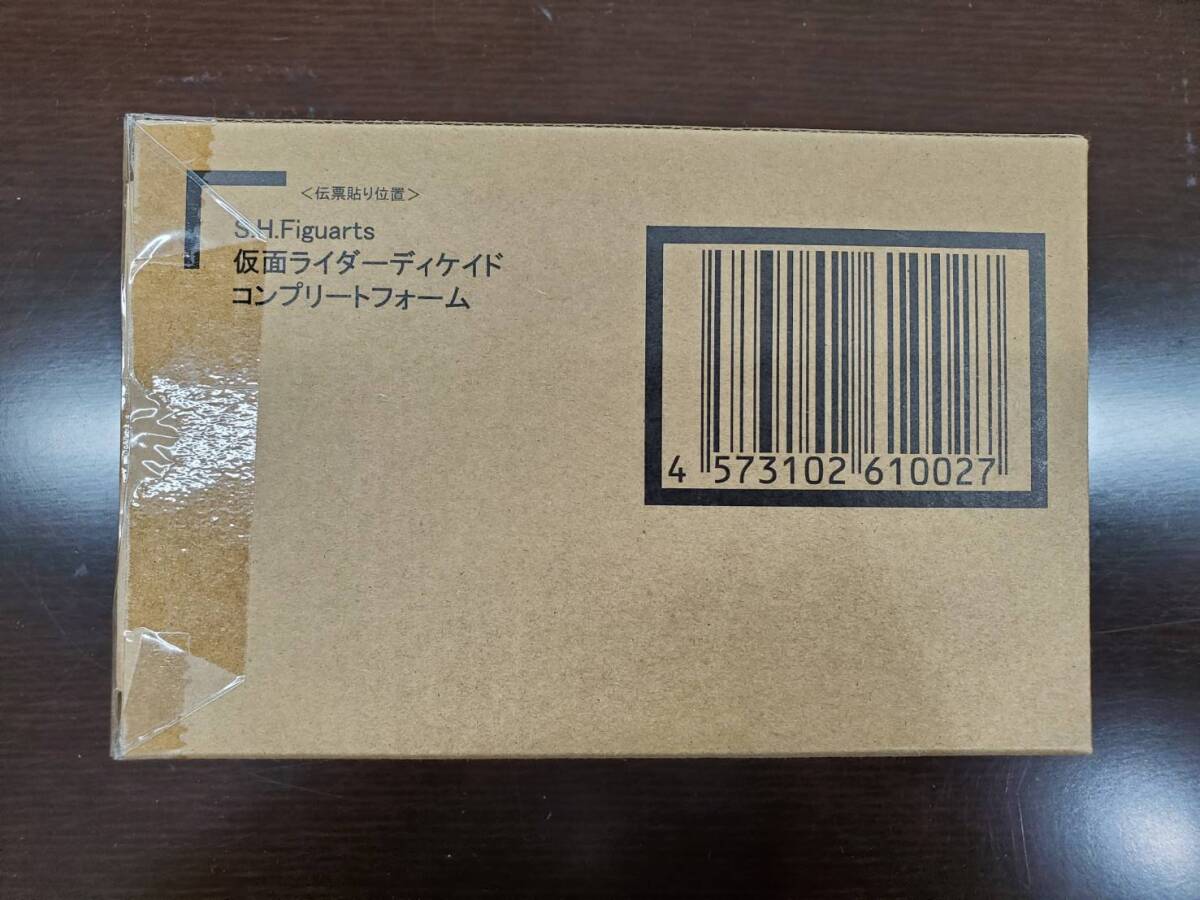 ＜伝票貼り位置＞
S.H.Figuarts
仮面ライダーディケイド
コンプリートフォーム
4 573102 610027